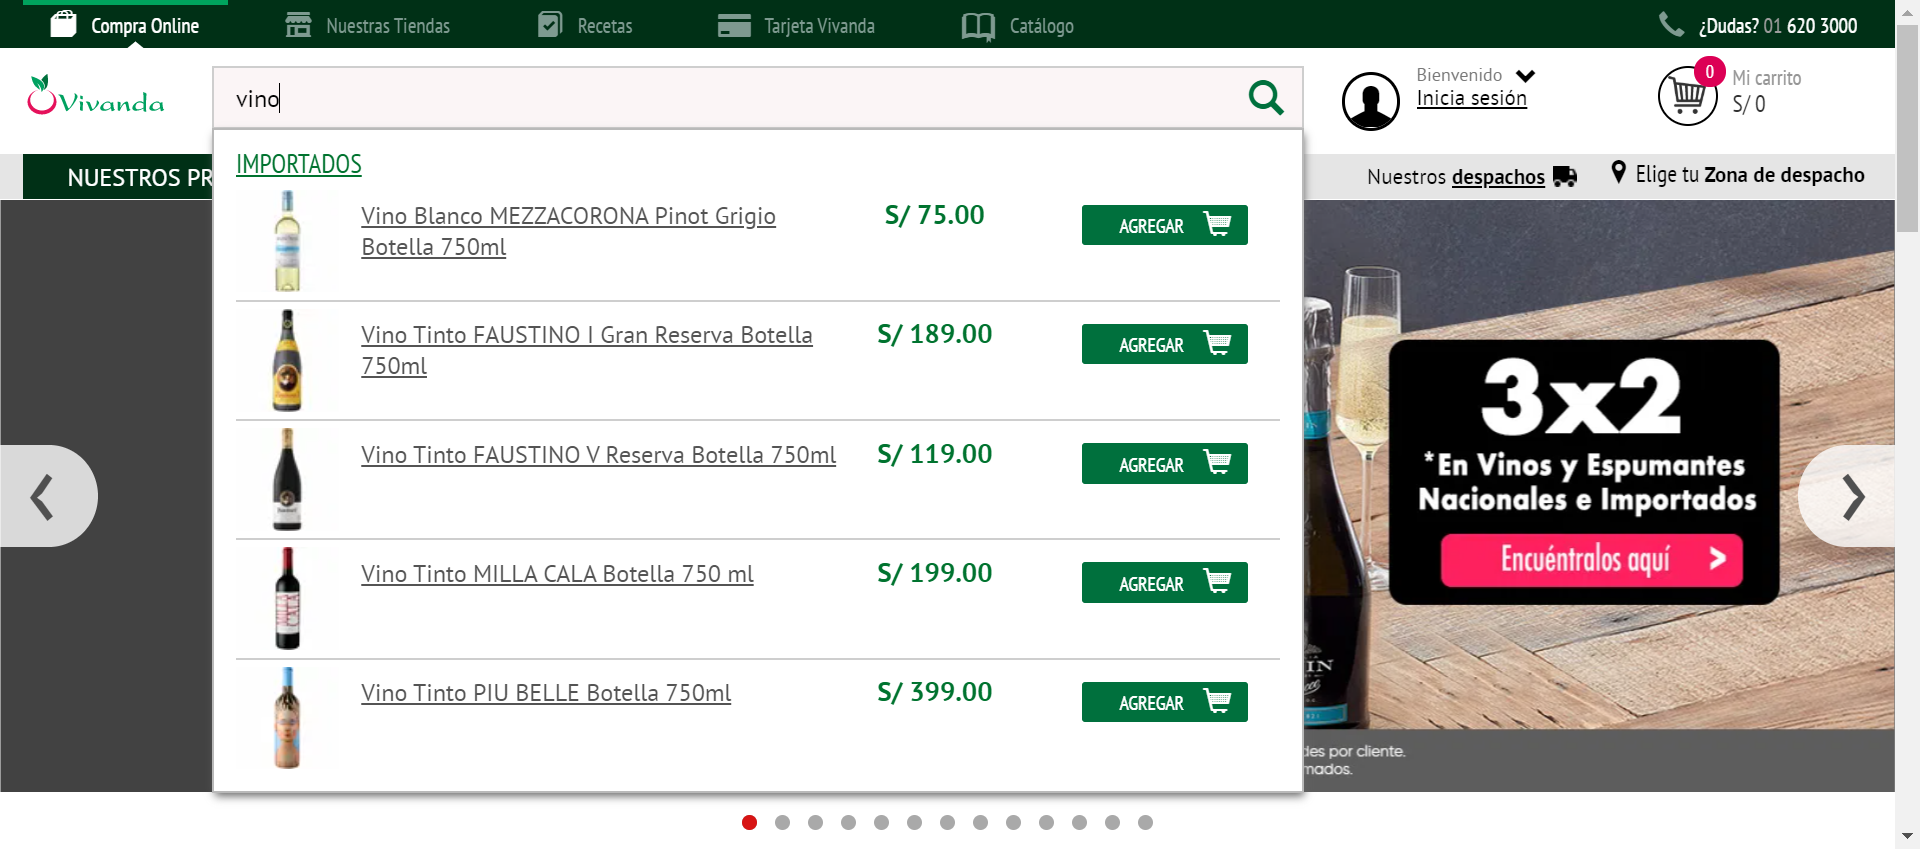 Compra Online
Nuestras Tiendas
Recetas
Tarjeta Vivanda
Catálogo
¿Dudas? 01 620 3000
Vivanda
vino
Bienvenido
Inicia sesión
0
Mi carrito
S/ 0
NUESTROS PR
Nuestros despachos
Elige tu Zona de despacho
IMPORTADOS
Vino Blanco MEZZACORONA Pinot Grigio
Botella 750ml
S/ 75.00
AGREGAR
Vino Tinto FAUSTINO I Gran Reserva Botella
750ml
S/ 189.00
AGREGAR
Vino Tinto FAUSTINO V Reserva Botella 750ml
S/ 119.00
AGREGAR
Vino Tinto MILLA CALA Botella 750 ml
S/ 199.00
AGREGAR
Vino Tinto PIU BELLE Botella 750ml
S/ 399.00
AGREGAR
3x2
*En Vinos y Espumantes
Nacionales e Importados
Encuéntralos aquí >
des por cliente.
mados.